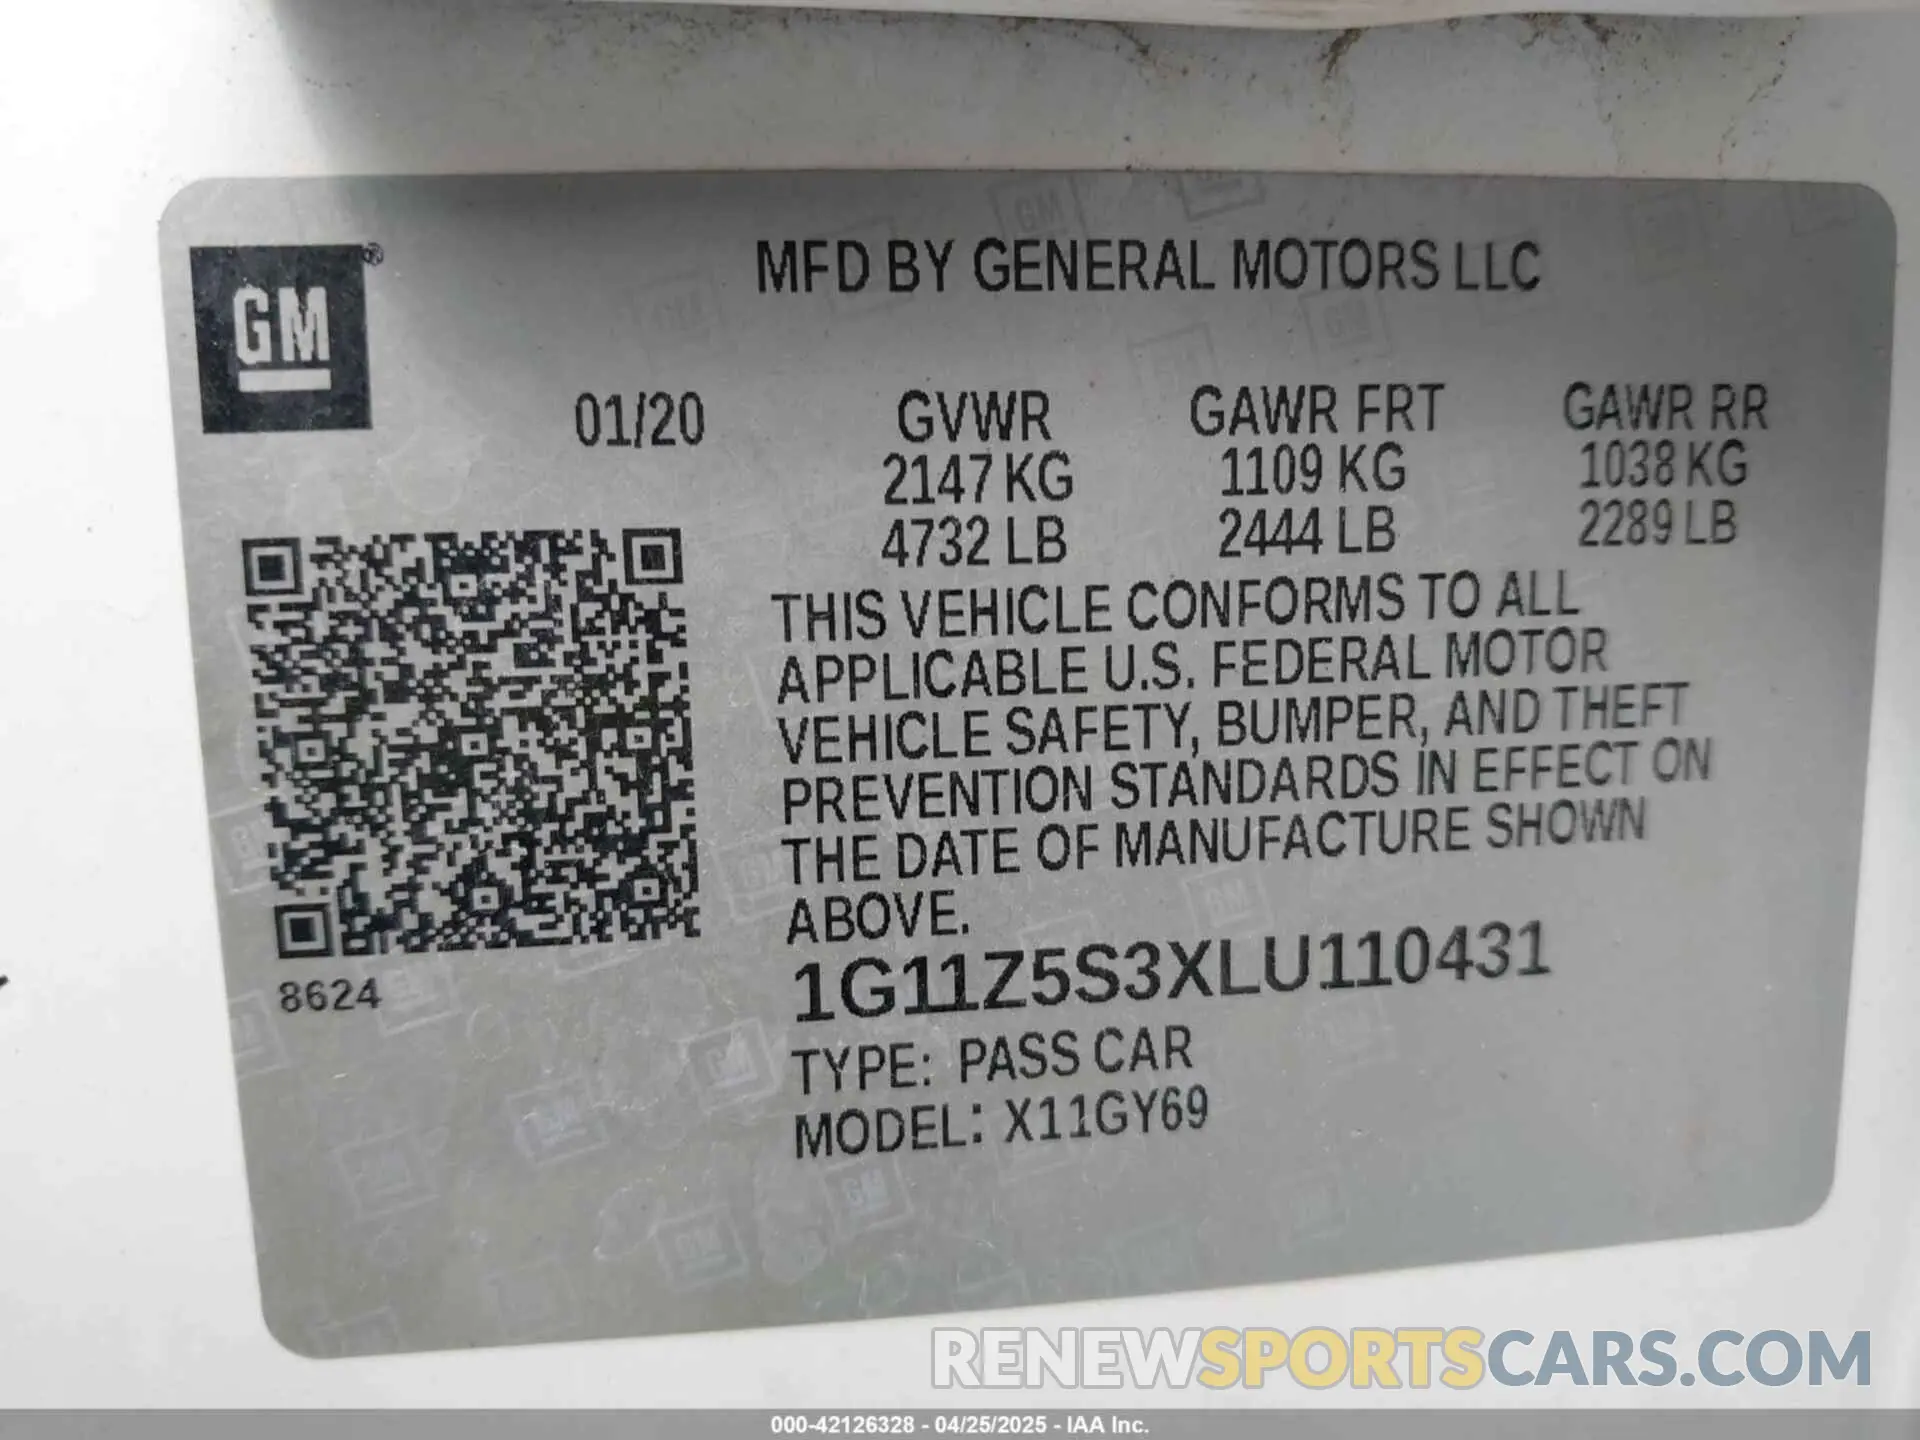 MFD BY GENERAL MOTORS LLC
GM®
01/20
GVWR GAWR FRT GAWR RR
2147 KG 1109 KG 1038 KG
4732 LB 2444 LB 2289 LB
THIS VEHICLE CONFORMS TO ALL
APPLICABLE U.S. FEDERAL MOTOR
VEHICLE SAFETY, BUMPER, AND THEFT
PREVENTION STANDARDS IN EFFECT ON
THE DATE OF MANUFACTURE SHOWN
ABOVE.
8624
1G11Z5S3XLU110431
TYPE: PASS CAR
MODEL: X11GY69
RENEWSPORTSCARS.COM
000-42126328 - 04/25/2025 - IAA Inc.